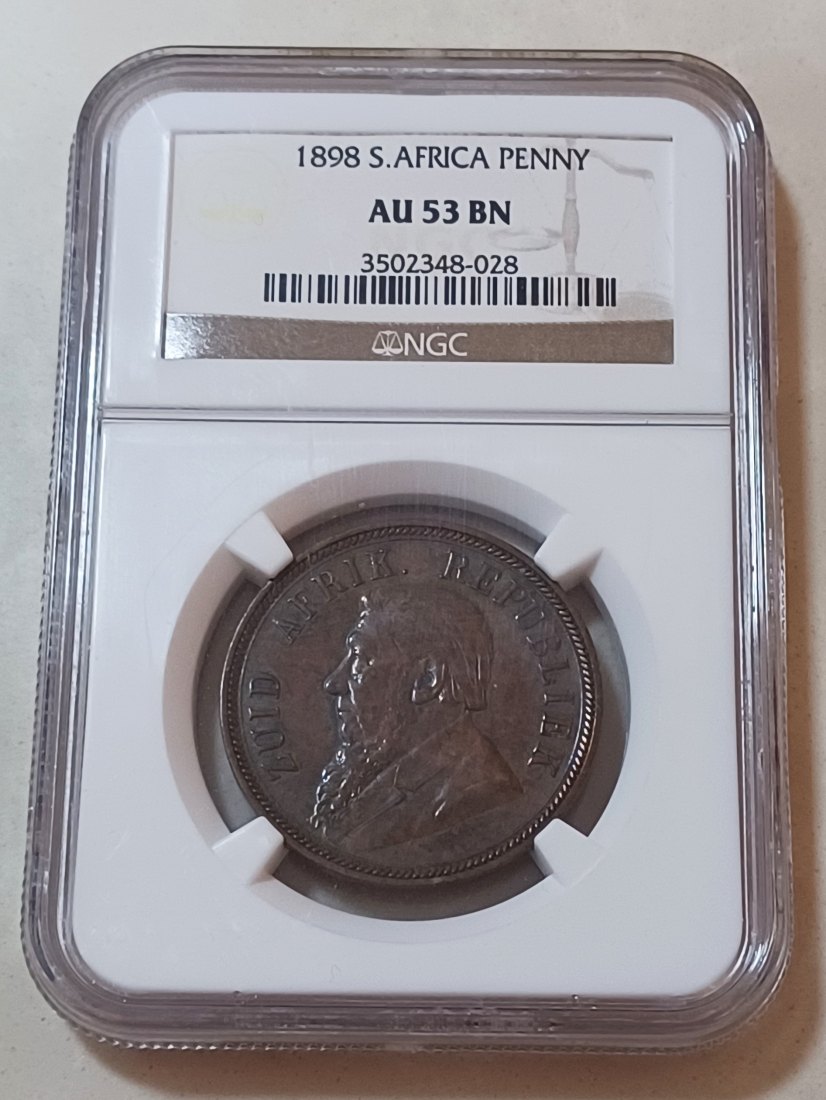 1898 S.AFRICA PENNY
AU 53 BN
3502348-028
NGC
ZUID AFRIK. REPUBLIEK